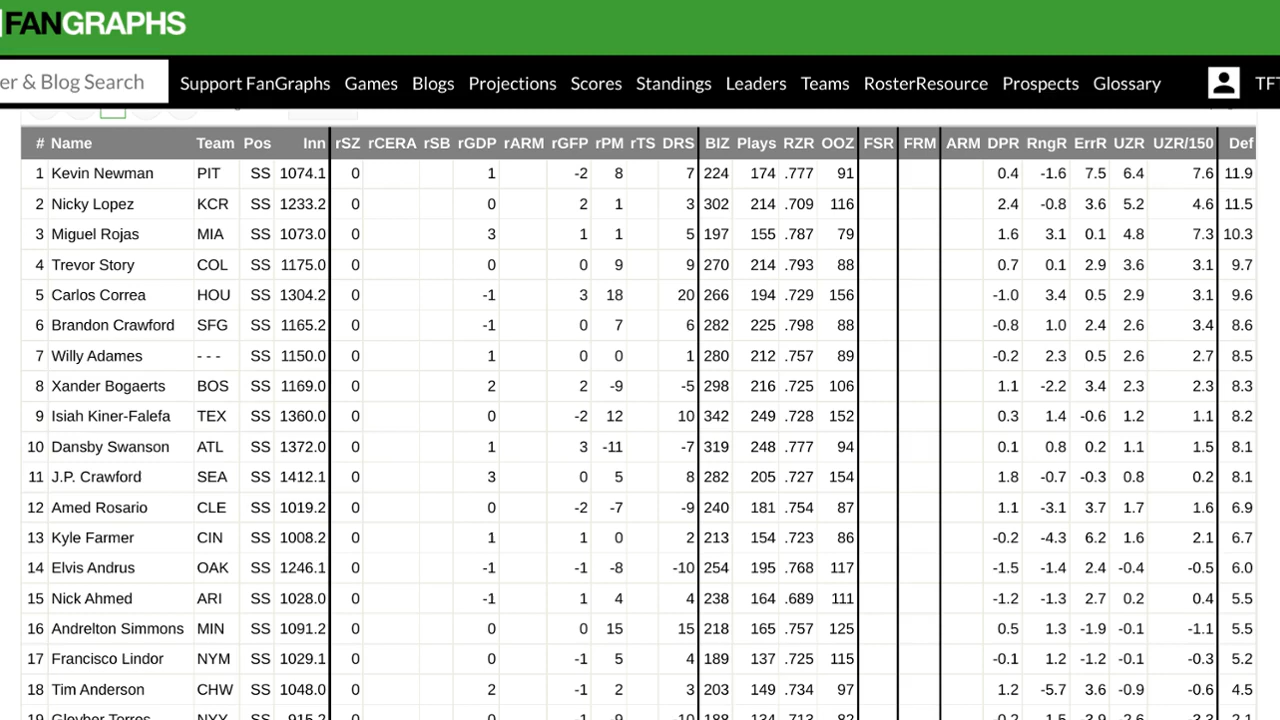 FANGRAPHS
er & Blog Search Support FanGraphs Games Blogs Projections Scores Standings Leaders Teams RosterResource Prospects Glossary TFT
# Name Team Pos Inn rSZ rCERA rSB rGDP rARM rGFP rPM rTS DRS BIZ Plays RZR OOZ FSR FRM ARM DPR RngR ErrR UZR UZR/150 Def
1 Kevin Newman PIT SS 1074.1 0 1 -2 8 7 224 174 .777 91 0.4 -1.6 7.5 6.4 7.6 11.9
2 Nicky Lopez KCR SS 1233.2 0 0 2 1 3 302 214 .709 116 2.4 -0.8 3.6 5.2 4.6 11.5
3 Miguel Rojas MIA SS 1073.0 0 3 1 1 5 197 155 .787 79 1.6 3.1 0.1 4.8 7.3 10.3
4 Trevor Story COL SS 1175.0 0 0 0 9 9 270 214 .793 88 0.7 0.1 2.9 3.6 3.1 9.7
5 Carlos Correa HOU SS 1304.2 0 -1 3 18 20 266 194 .729 156 -1.0 3.4 0.5 2.9 3.1 9.6
6 Brandon Crawford SFG SS 1165.2 0 -1 0 7 6 282 225 .798 88 -0.8 1.0 2.4 2.6 3.4 8.6
7 Willy Adames - - - SS 1150.0 0 1 0 0 1 280 212 .757 89 -0.2 2.3 0.5 2.6 2.7 8.5
8 Xander Bogaerts BOS SS 1169.0 0 2 2 -9 -5 298 216 .725 106 1.1 -2.2 3.4 2.3 2.3 8.3
9 Isiah Kiner-Falefa TEX SS 1360.0 0 0 -2 12 10 342 249 .728 152 0.3 1.4 -0.6 1.2 1.1 8.2
10 Dansby Swanson ATL SS 1372.0 0 1 3 -11 -7 319 248 .777 94 0.1 0.8 0.2 1.1 1.5 8.1
11 J.P. Crawford SEA SS 1412.1 0 3 0 5 8 282 205 .727 154 1.8 -0.7 -0.3 0.8 0.2 8.1
12 Amed Rosario CLE SS 1019.2 0 0 -2 -7 -9 240 181 .754 87 1.1 -3.1 3.7 1.7 1.6 6.9
13 Kyle Farmer CIN SS 1008.2 0 1 1 0 2 213 154 .723 86 -0.2 -4.3 6.2 1.6 2.1 6.7
14 Elvis Andrus OAK SS 1246.1 0 -1 -1 -8 -10 254 195 .768 117 -1.5 -1.4 2.4 -0.4 -0.5 6.0
15 Nick Ahmed ARI SS 1028.0 0 -1 1 4 4 238 164 .689 111 -1.2 -1.3 2.7 0.2 0.4 5.5
16 Andrelton Simmons MIN SS 1091.2 0 0 0 15 15 218 165 .757 125 0.5 1.3 -1.9 -0.1 -1.1 5.5
17 Francisco Lindor NYM SS 1029.1 0 0 -1 5 4 189 137 .725 115 -0.1 1.2 -1.2 -0.1 -0.3 5.2
18 Tim Anderson CHW SS 1048.0 0 2 -1 2 3 203 149 .734 97 1.2 -5.7 3.6 -0.9 -0.6 4.5